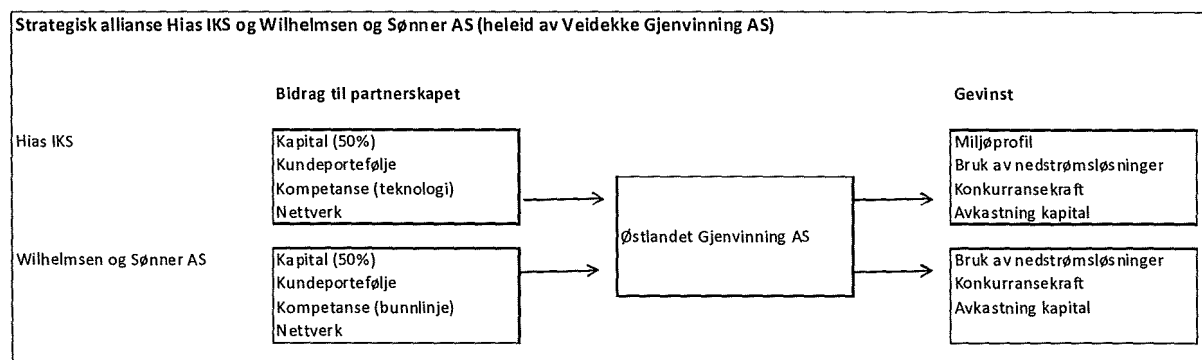 Strategisk allianse Hias IKS og Wilhelmsen og Sønner AS (heleid av Veidekke Gjenvinning AS)
Bidrag til partnerskapet
Gevinst
Hias IKS
Kapital (50%)
Kundeportefølje
Kompetanse (teknologi)
Nettverk
Miljøprofil
Bruk av nedstrømsløsninger
Konkurransekraft
Avkastning kapital
Østlandet Gjenvinning AS
Wilhelmsen og Sønner AS
Kapital (50%)
Kundeportefølje
Kompetanse (bunnlinje)
Nettverk
Bruk av nedstrømsløsninger
Konkurransekraft
Avkastning kapital